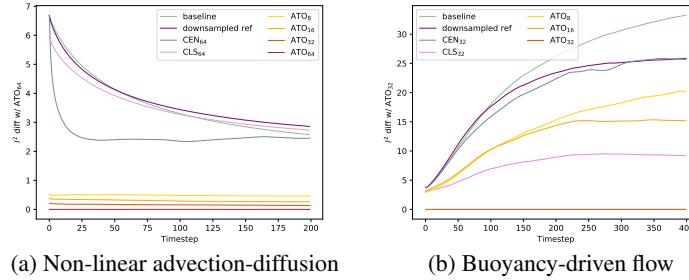 (a)
(b)
baseline
downsampled ref
CEN64
CLS64
ATO8
ATO16
ATO32
ATO64
l² diff w/ ATO64
7
6
5
4
3
2
1
0
0 25 50 75 100 125 150 175 200
Timestep
baseline
downsampled ref
CEN32
CLS32
ATO8
ATO16
ATO32
l² diff w/ ATO32
35
30
25
20
15
10
5
0
0 50 100 150 200 250 300 350 40
Timestep
(a) Non-linear advection-diffusion
(b) Buoyancy-driven flow